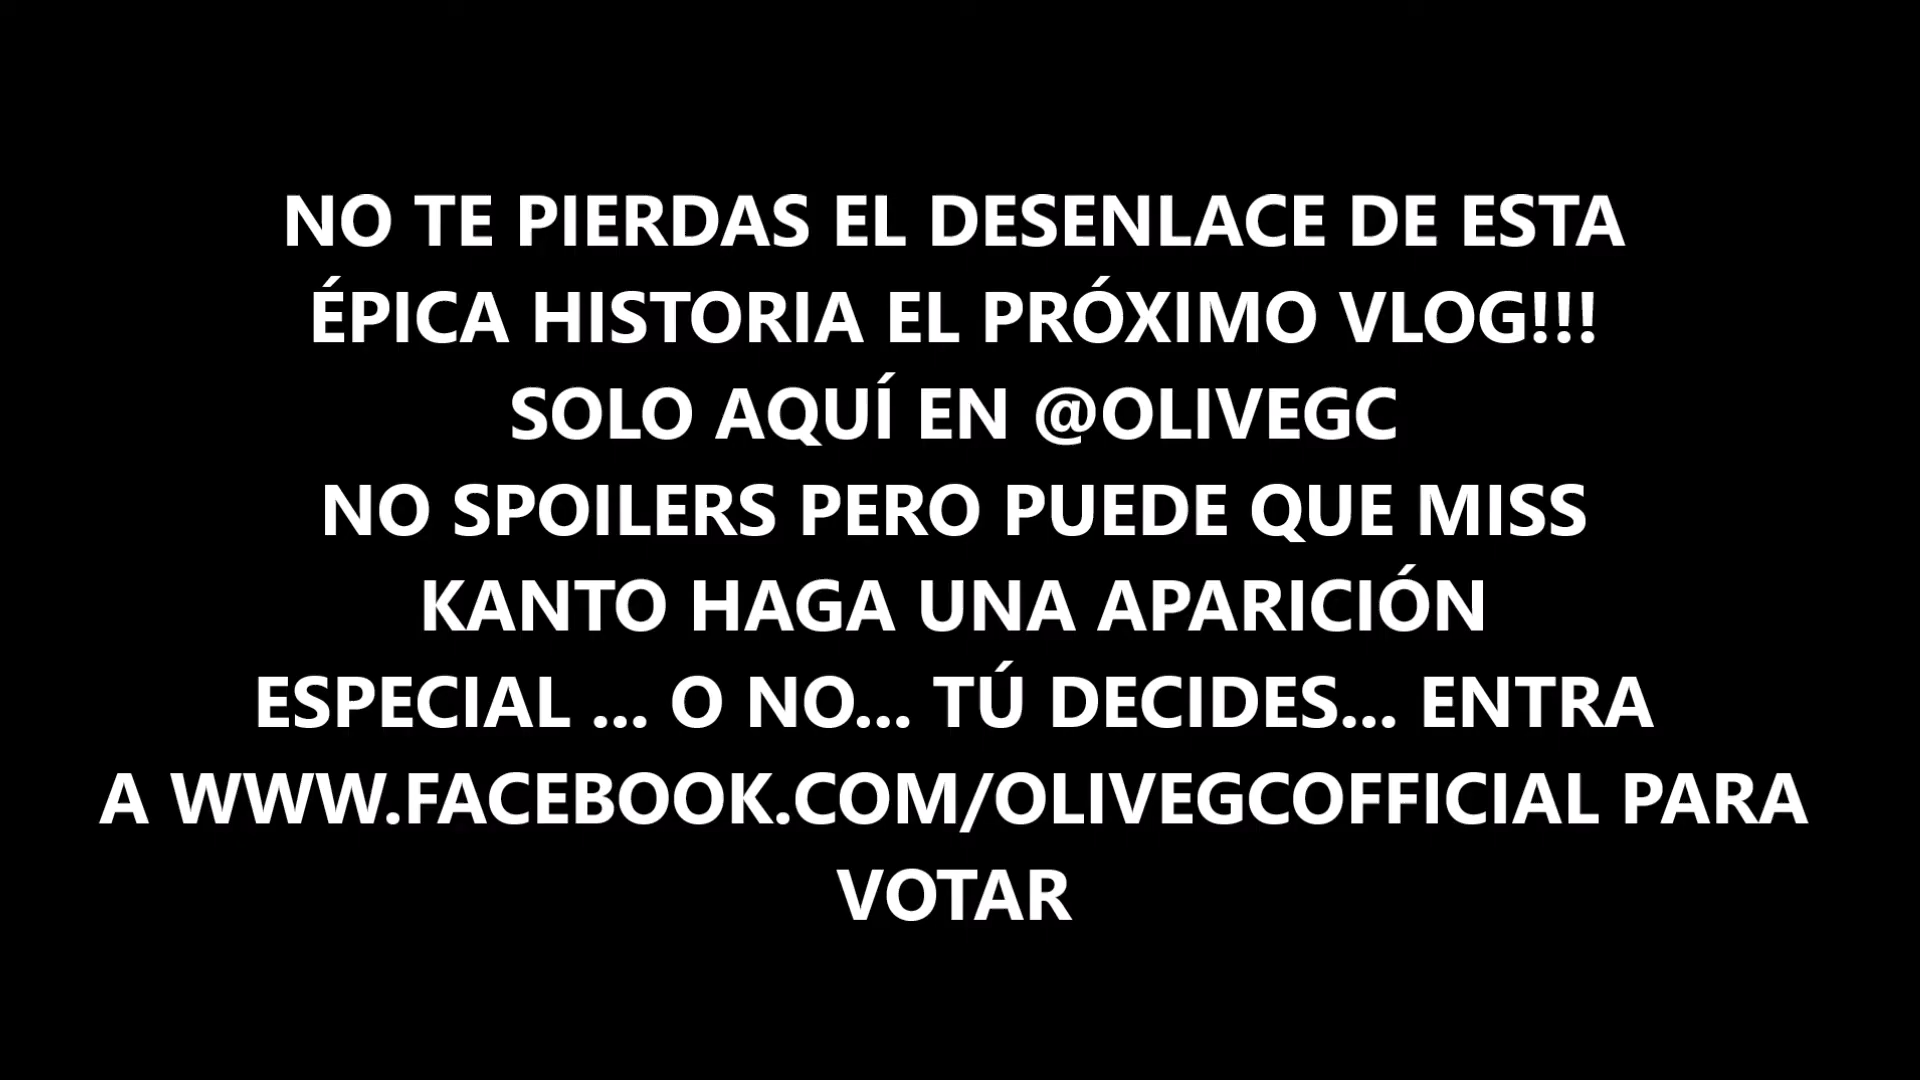 NO TE PIERDAS EL DESENLACE DE ESTA
ÉPICA HISTORIA EL PRÓXIMO VLOG!!!
SOLO AQUÍ EN @OLIVEGC
NO SPOILERS PERO PUEDE QUE MISS
KANTO HAGA UNA APARICIÓN
ESPECIAL ... O NO... TÚ DECIDES... ENTRA
A WWW.FACEBOOK.COM/OLIVEGCOFFICIAL PARA
VOTAR